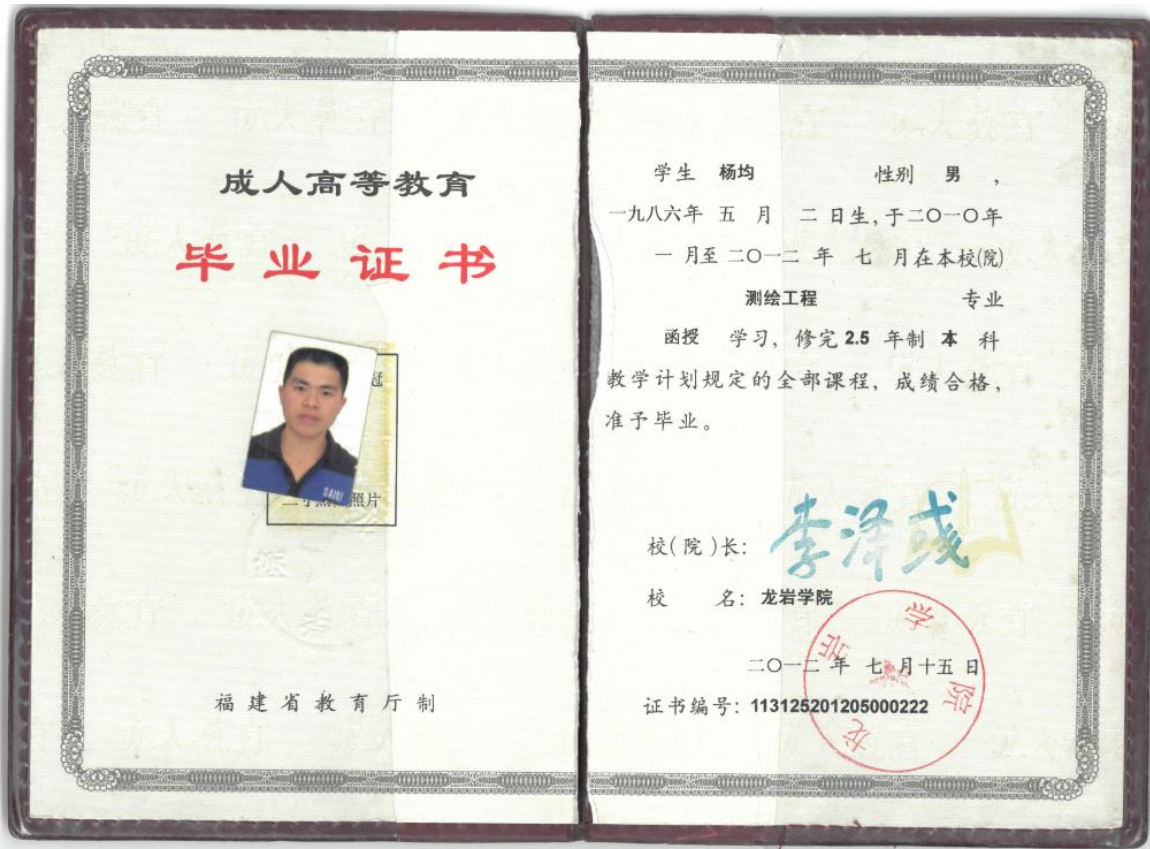 成人高等教育
毕业证书
冠
SAIQI
照片
福建省教育厅制
学生 杨均 性别 男 ,
一九八六年 五 月 二 日生,于二〇一〇年
一 月至 二〇一二 年 七 月在本校(院)
测绘工程 专业
函授 学习, 修完 2.5 年制 本 科
教学计划规定的全部课程, 成绩合格,
准予毕业。
校(院)长: 李泽彧
校 名: 龙岩学院
二〇一二 年 七 月十五 日
证书编号: 113125201205000222
龙岩学院